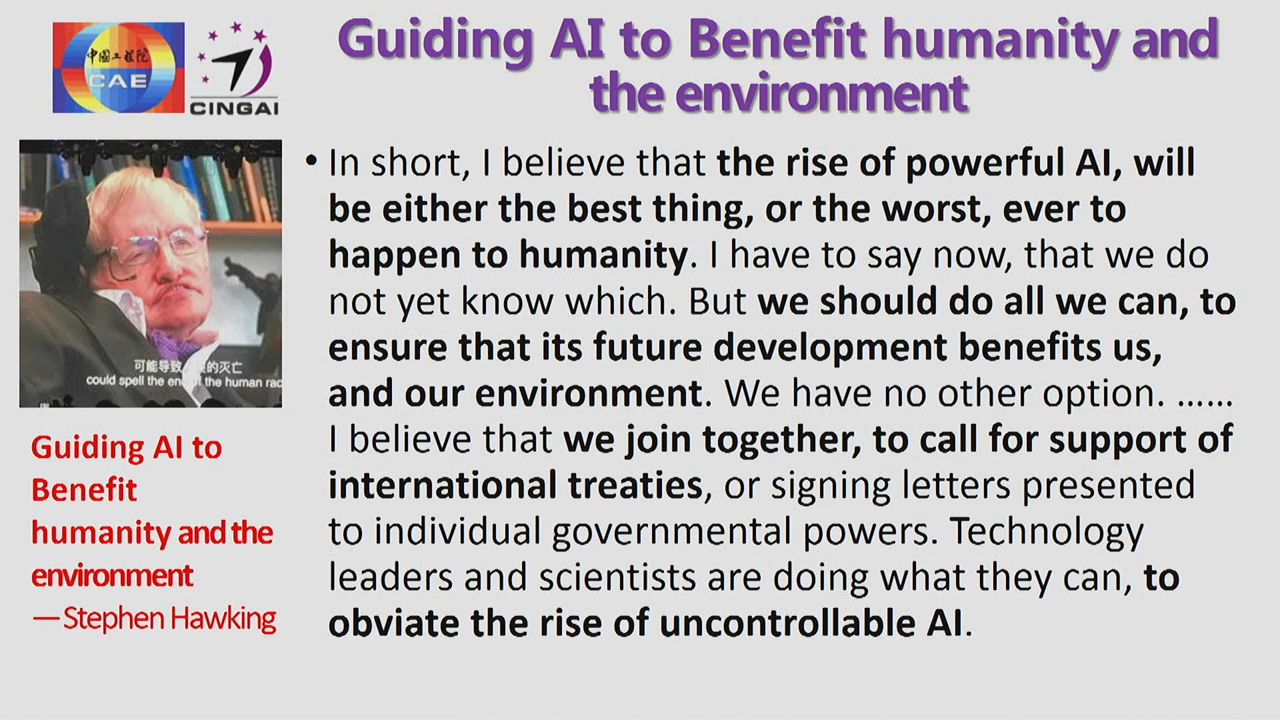 中国工程院
CAE
CINGAI
Guiding AI to Benefit humanity and
the environment
可能导致
的灭亡
could spell the en
f the human rac
Guiding AI to
Benefit
humanity and the
environment
—Stephen Hawking
• In short, I believe that the rise of powerful AI, will
be either the best thing, or the worst, ever to
happen to humanity. I have to say now, that we do
not yet know which. But we should do all we can, to
ensure that its future development benefits us,
and our environment. We have no other option. ……
I believe that we join together, to call for support of
international treaties, or signing letters presented
to individual governmental powers. Technology
leaders and scientists are doing what they can, to
obviate the rise of uncontrollable AI.